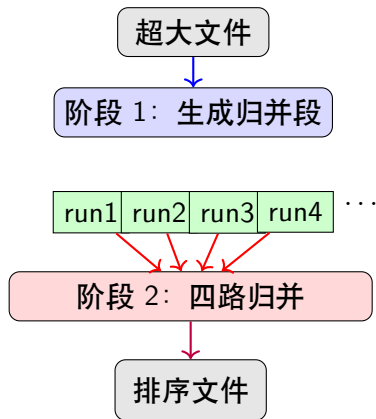 超大文件
阶段 1：生成归并段
run1 run2 run3 run4 ···
阶段 2：四路归并
排序文件